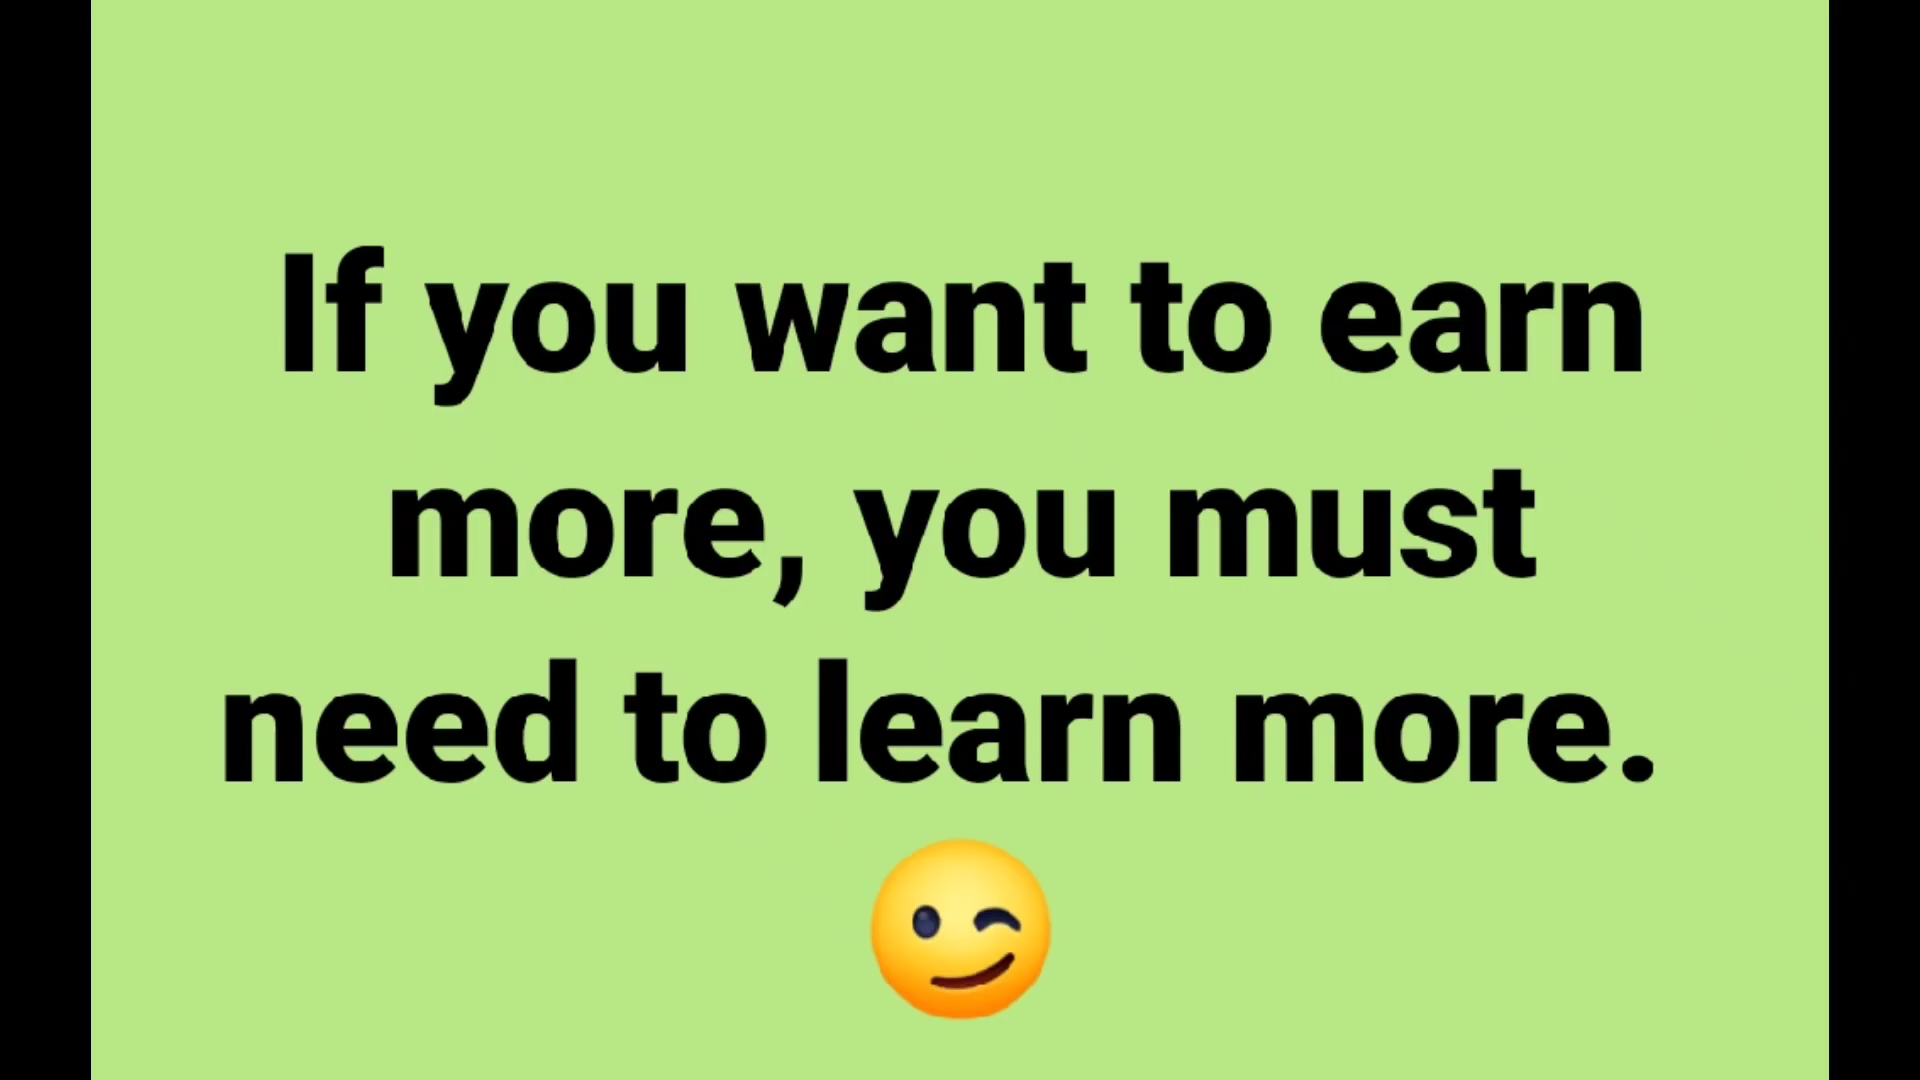 If you want to earn
more, you must
need to learn more.
😉